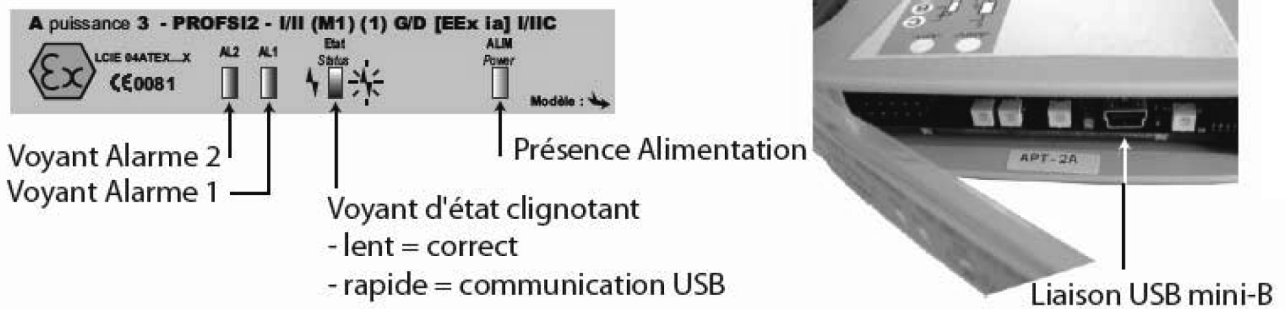 A puissance 3 - PROFSI2 - I/II (M1) (1) G/D [EEx ia] I/IIC
LCIE 04ATEX...X
Ex
CE0081
AL2
AL1
Etat
Status
ALIM
Power
Modèle :
Voyant Alarme 2
Voyant Alarme 1
Présence Alimentation
Voyant d'état clignotant
- lent = correct
- rapide = communication USB
APT-2A
Liaison USB mini-B